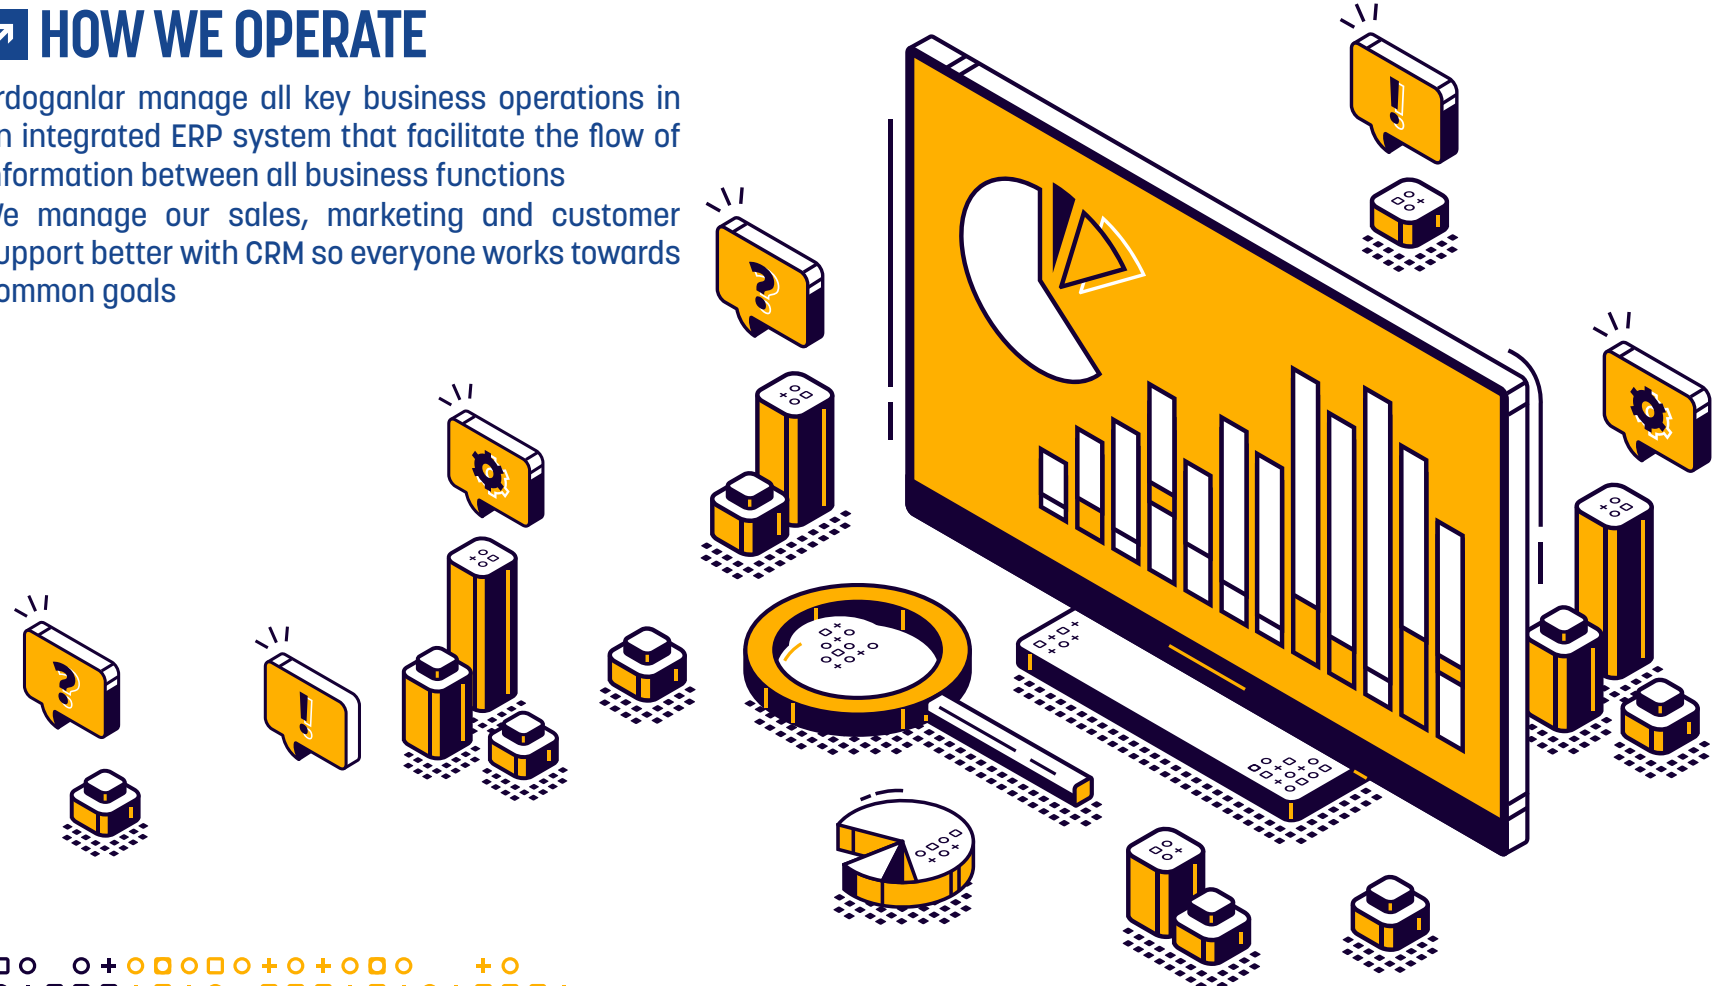 HOW WE OPERATE
rdoganlar manage all key business operations in
n integrated ERP system that facilitate the flow of
nformation between all business functions
We manage our sales, marketing and customer
upport better with CRM so everyone works towards
ommon goals